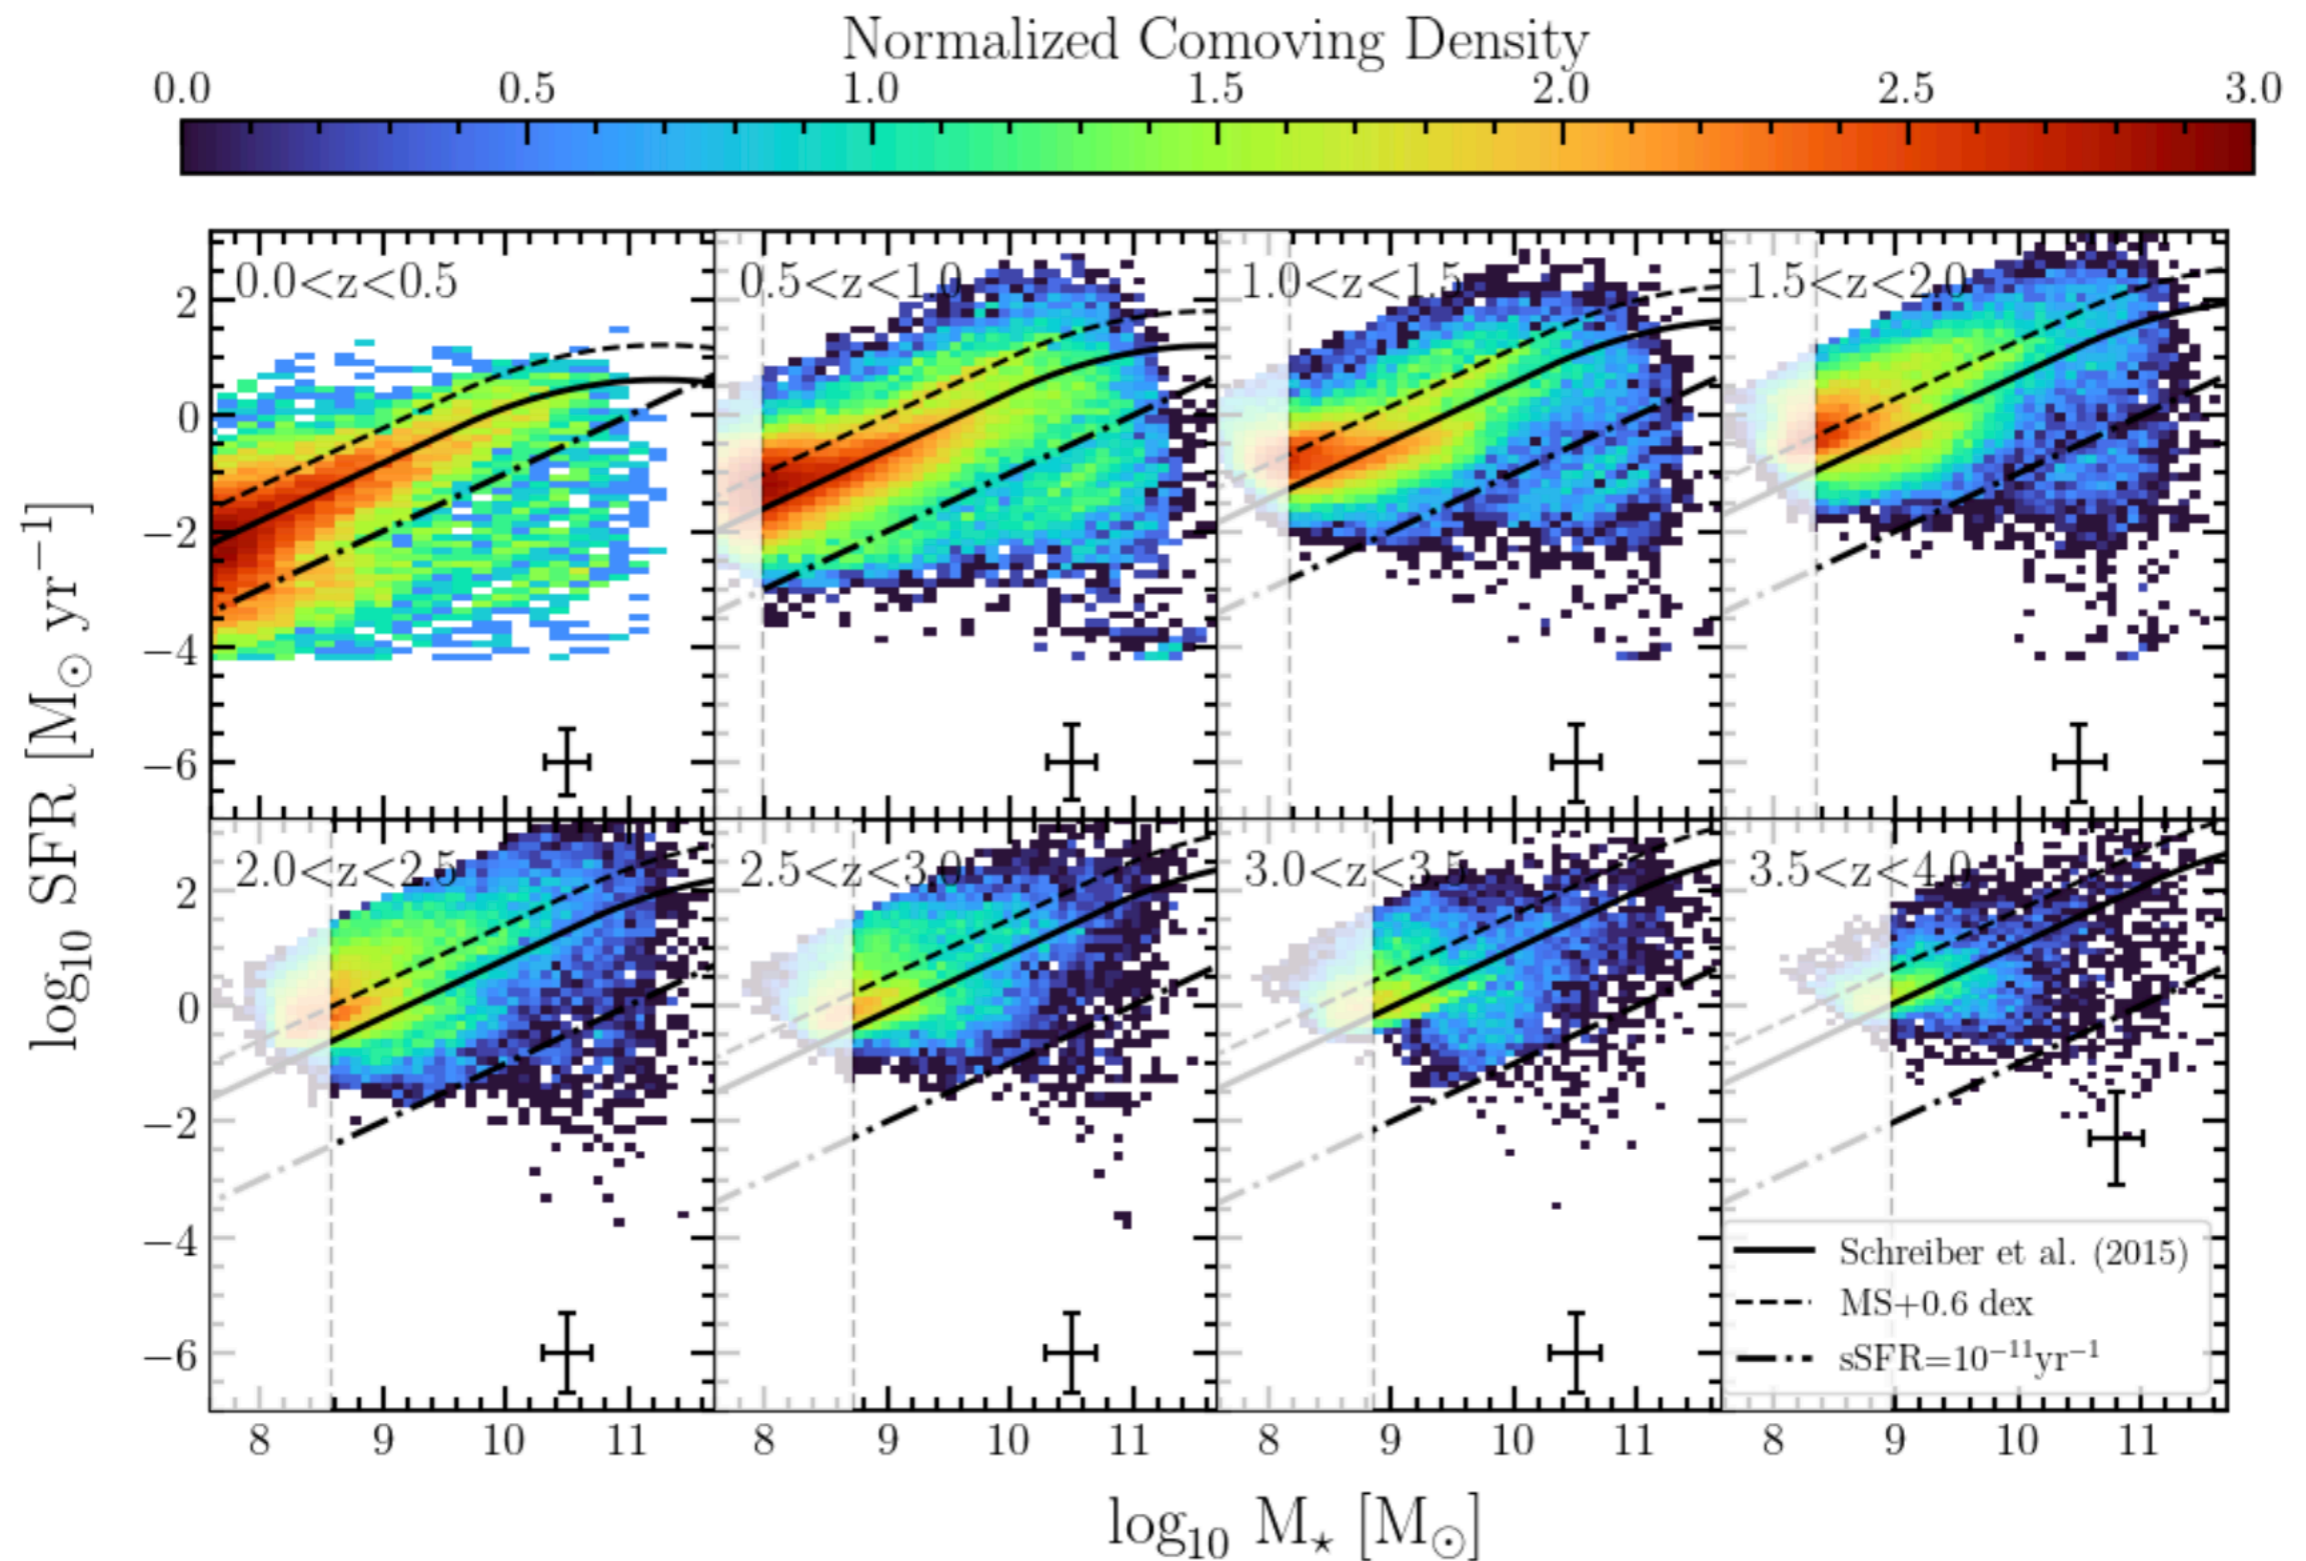 Normalized Comoving Density
0.0 0.5 1.0 1.5 2.0 2.5 3.0
0.0<z<0.5 0.5<z<1.0 1.0<z<1.5 1.5<z<2.0
2
0
−2
−4
−6
2.0<z<2.5 2.5<z<3.0 3.0<z<3.5 3.5<z<4.0
2
0
−2
−4
−6
log₁₀ SFR [M⊙ yr⁻¹]
Schreiber et al. (2015)
MS+0.6 dex
sSFR=10⁻¹¹yr⁻¹
8 9 10 11 8 9 10 11 8 9 10 11 8 9 10 11
log₁₀ M⋆ [M⊙]